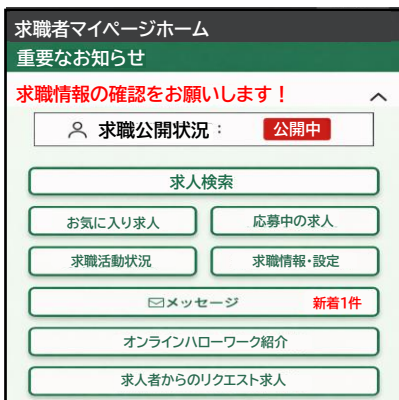 求職者マイページホーム
重要なお知らせ
求職情報の確認をお願いします！
求職公開状況： 公開中
求人検索
お気に入り求人 応募中の求人
求職活動状況 求職情報・設定
メッセージ 新着1件
オンラインハローワーク紹介
求人者からのリクエスト求人